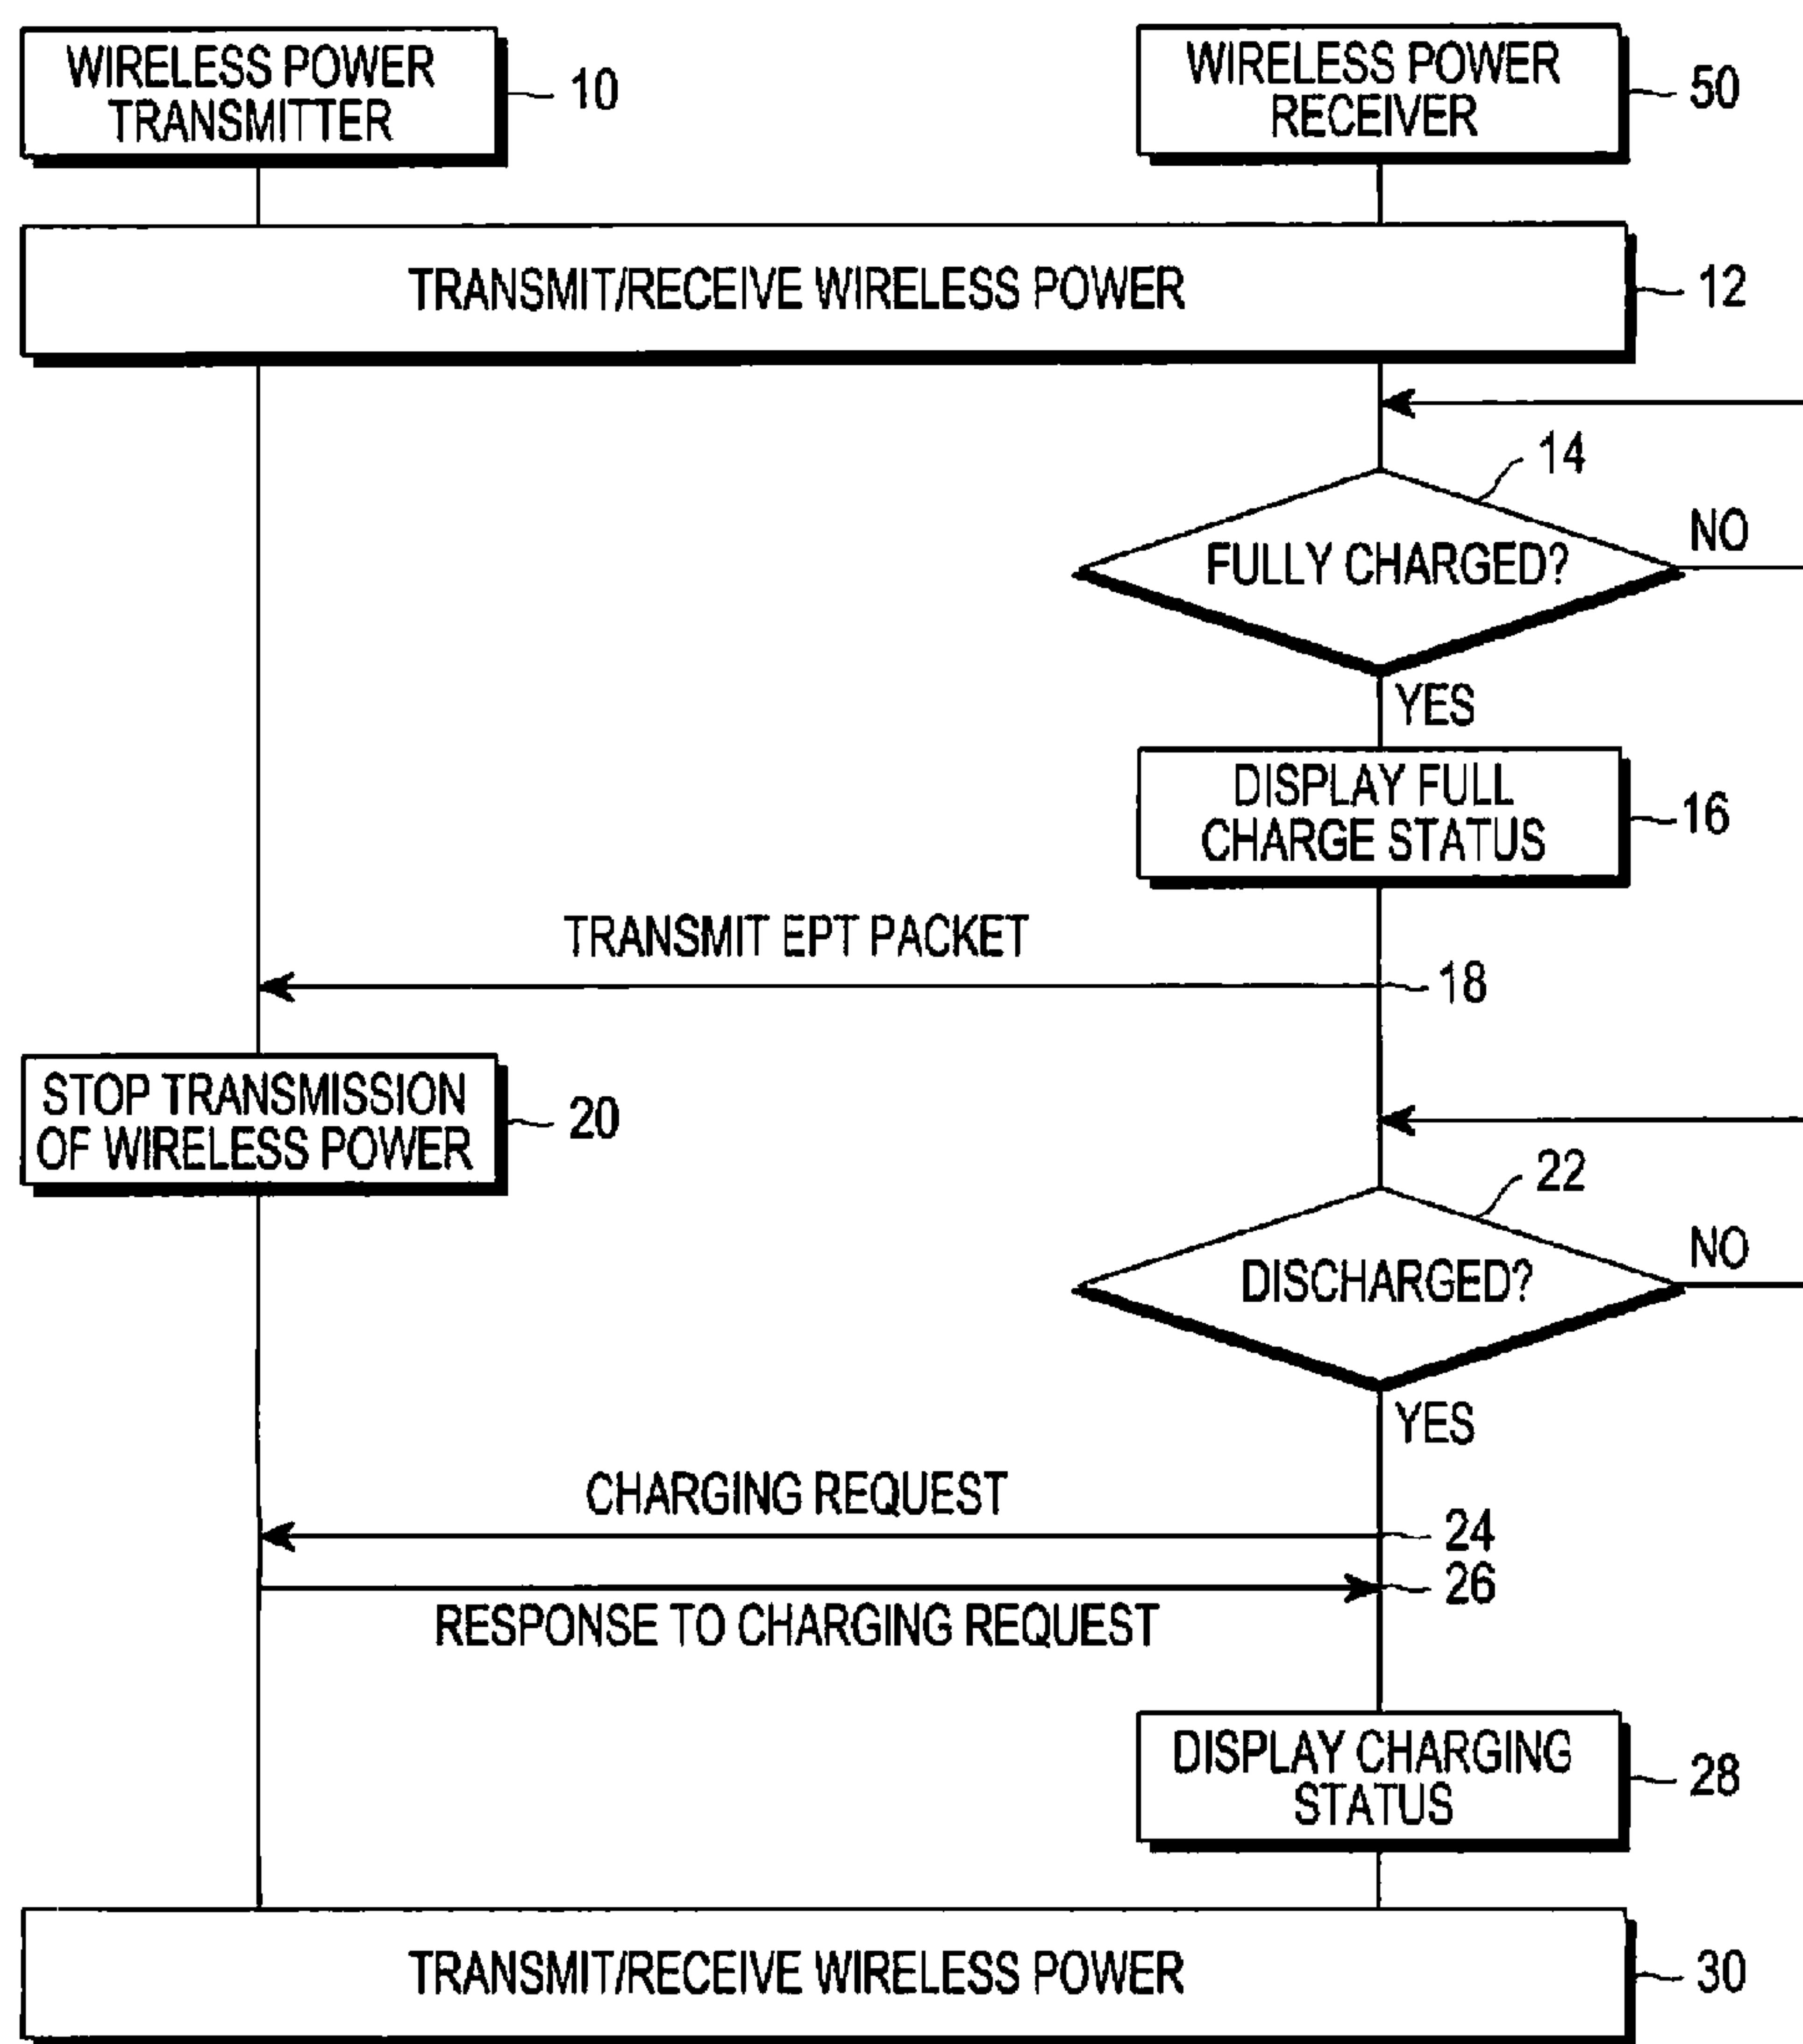 WIRELESS POWER
TRANSMITTER
10
WIRELESS POWER
RECEIVER
50
TRANSMIT/RECEIVE WIRELESS POWER
12
14
FULLY CHARGED?
NO
YES
DISPLAY FULL
CHARGE STATUS
16
TRANSMIT EPT PACKET
18
STOP TRANSMISSION
OF WIRELESS POWER
20
22
DISCHARGED?
NO
YES
CHARGING REQUEST
24
26
RESPONSE TO CHARGING REQUEST
DISPLAY CHARGING
STATUS
28
TRANSMIT/RECEIVE WIRELESS POWER
30